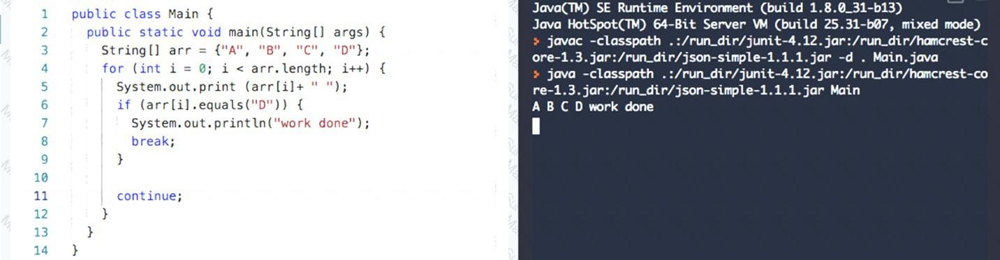 1 public class Main {
2 public static void main(String[] args) {
3 String[] arr = {"A", "B", "C", "D"};
4 for (int i = 0; i < arr.length; i++) {
5 System.out.print (arr[i]+ " ");
6 if (arr[i].equals("D")) {
7 System.out.println("work done");
8 break;
9 }
10
11 continue;
12 }
13 }
14 }
Java(TM) SE Runtime Environment (build 1.8.0_31-b13)
Java HotSpot(TM) 64-Bit Server VM (build 25.31-b07, mixed mode)
> javac -classpath .:/run_dir/junit-4.12.jar:/run_dir/hamcrest-c
ore-1.3.jar:/run_dir/json-simple-1.1.1.jar -d . Main.java
> java -classpath .:/run_dir/junit-4.12.jar:/run_dir/hamcrest-co
re-1.3.jar:/run_dir/json-simple-1.1.1.jar Main
A B C D work done